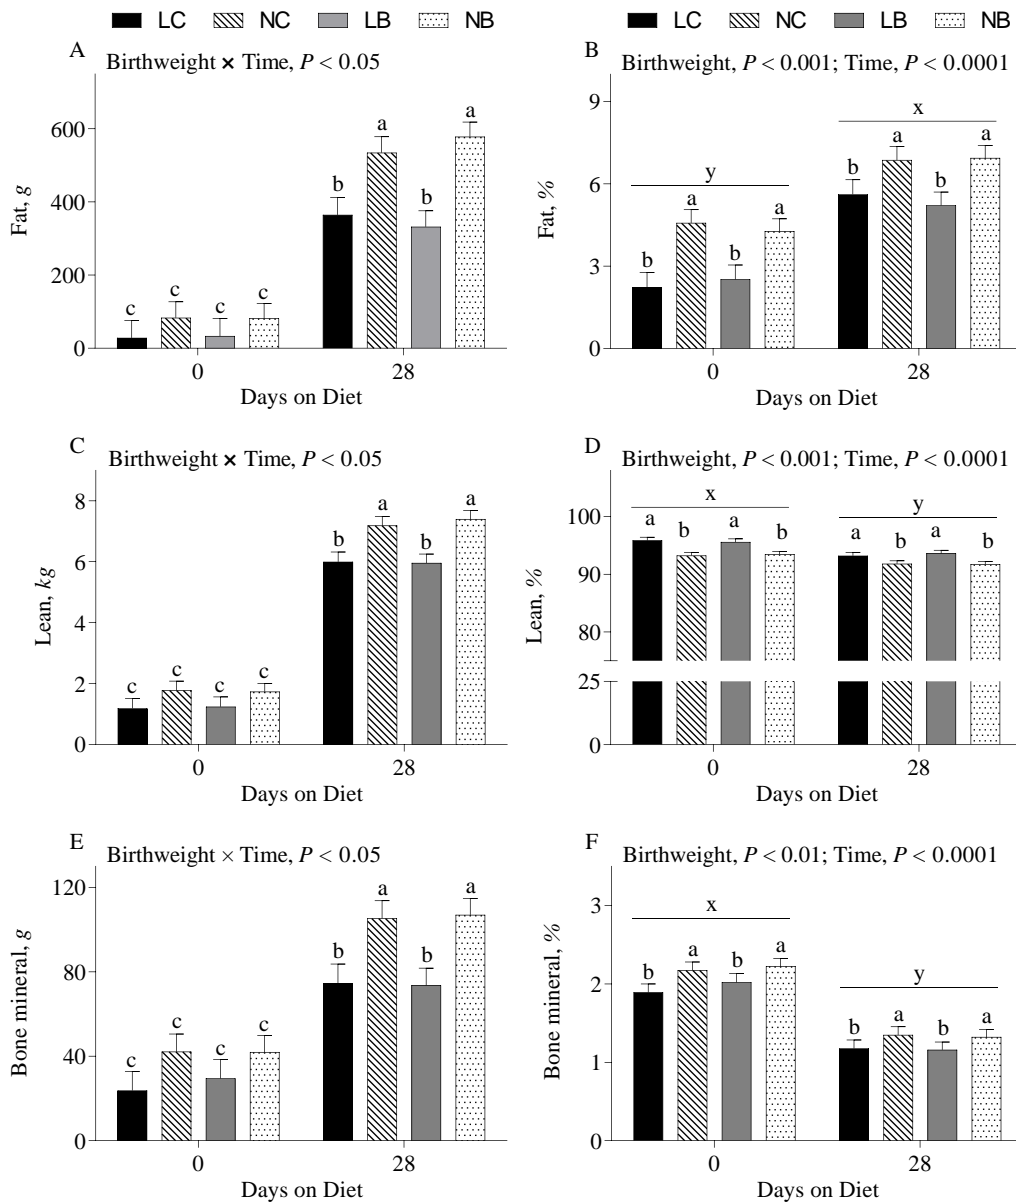 LC NC LB NB
LC NC LB NB
A
Birthweight × Time, P < 0.05
Fat, g
600
400
200
0
c c c c
b a b a
0 28
Days on Diet
B
Birthweight, P < 0.001; Time, P < 0.0001
Fat, %
9
6
3
0
y
b a b a
x
b a b a
0 28
Days on Diet
C
Birthweight × Time, P < 0.05
Lean, kg
8
6
4
2
0
c c c c
b a b a
0 28
Days on Diet
D
Birthweight, P < 0.001; Time, P < 0.0001
Lean, %
100
90
80
25
0
x
a b a b
y
a b a b
0 28
Days on Diet
E
Birthweight × Time, P < 0.05
Bone mineral, g
120
80
40
0
c c c c
b a b a
0 28
Days on Diet
F
Birthweight, P < 0.01; Time, P < 0.0001
Bone mineral, %
3
2
1
0
x
b a b a
y
b a b a
0 28
Days on Diet